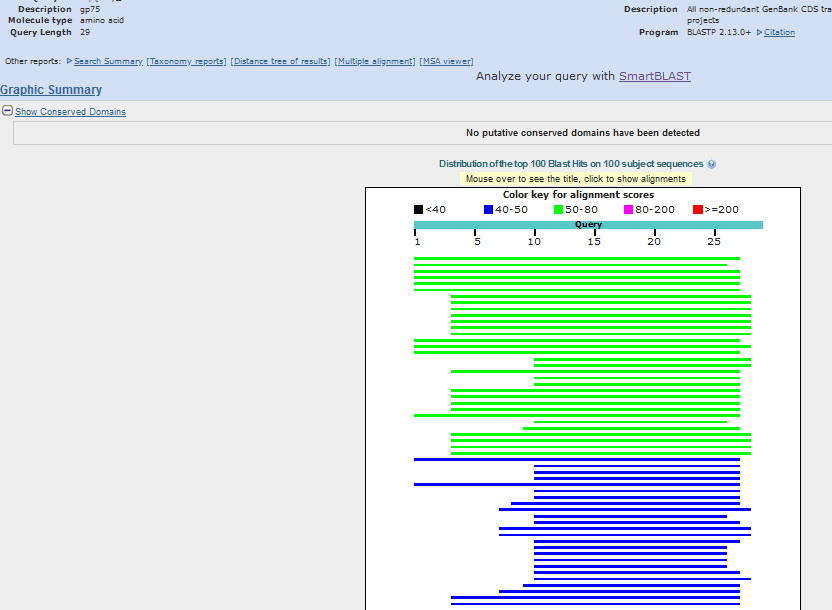 Description gp75
Molecule type amino acid
Query Length 29
Description All non-redundant GenBank CDS tra
projects
Program BLASTP 2.13.0+ Citation
Other reports: Search Summary [Taxonomy reports] [Distance tree of results] [Multiple alignment] [MSA viewer]
Analyze your query with SmartBLAST
Graphic Summary
Show Conserved Domains
No putative conserved domains have been detected
Distribution of the top 100 Blast Hits on 100 subject sequences
Mouse over to see the title, click to show alignments
Color key for alignment scores
<40 40-50 50-80 80-200 >=200
Query
1 5 10 15 20 25